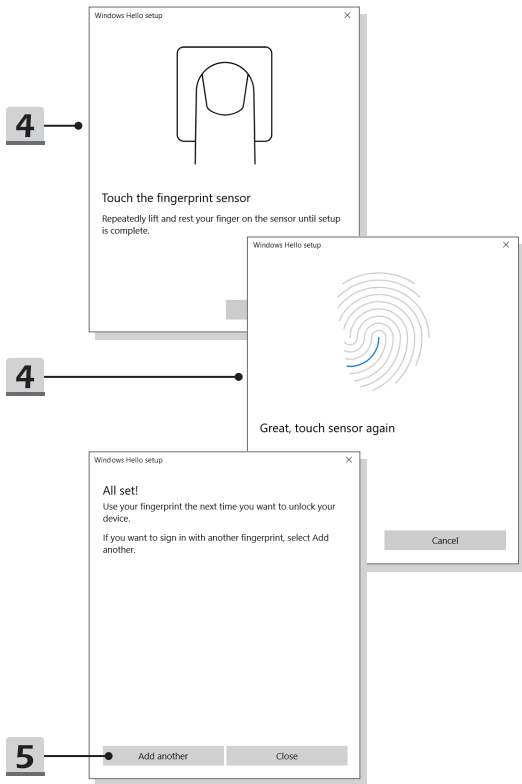 Windows Hello setup
4
Touch the fingerprint sensor
Repeatedly lift and rest your finger on the sensor until setup
is complete.
Windows Hello setup
4
Great, touch sensor again
Cancel
Windows Hello setup
All set!
Use your fingerprint the next time you want to unlock your
device.
If you want to sign in with another fingerprint, select Add
another.
5
Add another
Close